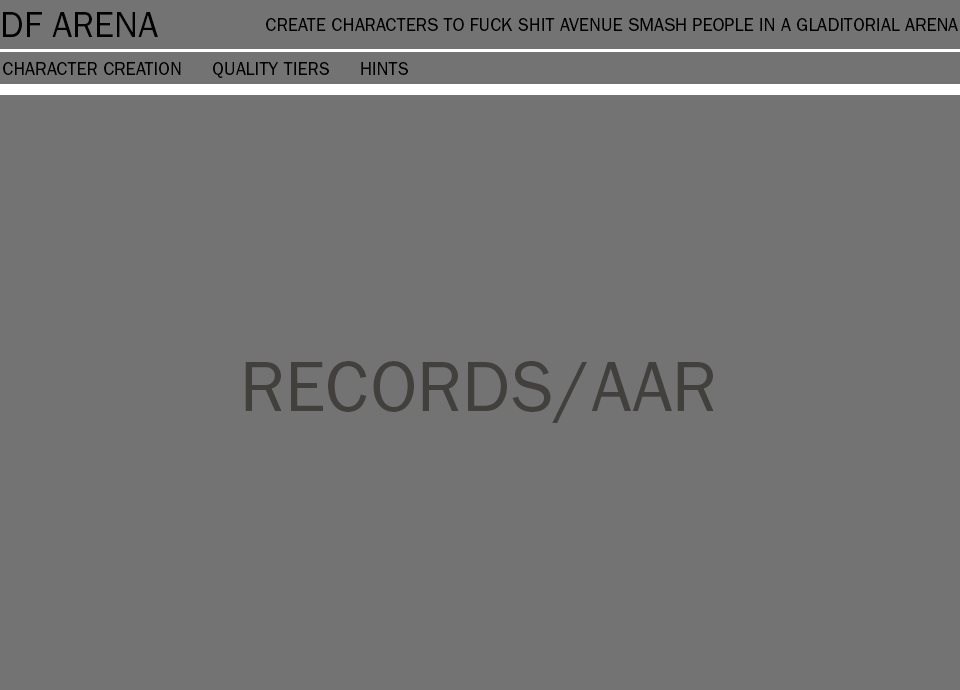 DF ARENA
CREATE CHARACTERS TO FUCK SHIT AVENUE SMASH PEOPLE IN A GLADITORIAL ARENA
CHARACTER CREATION QUALITY TIERS HINTS
RECORDS/AAR